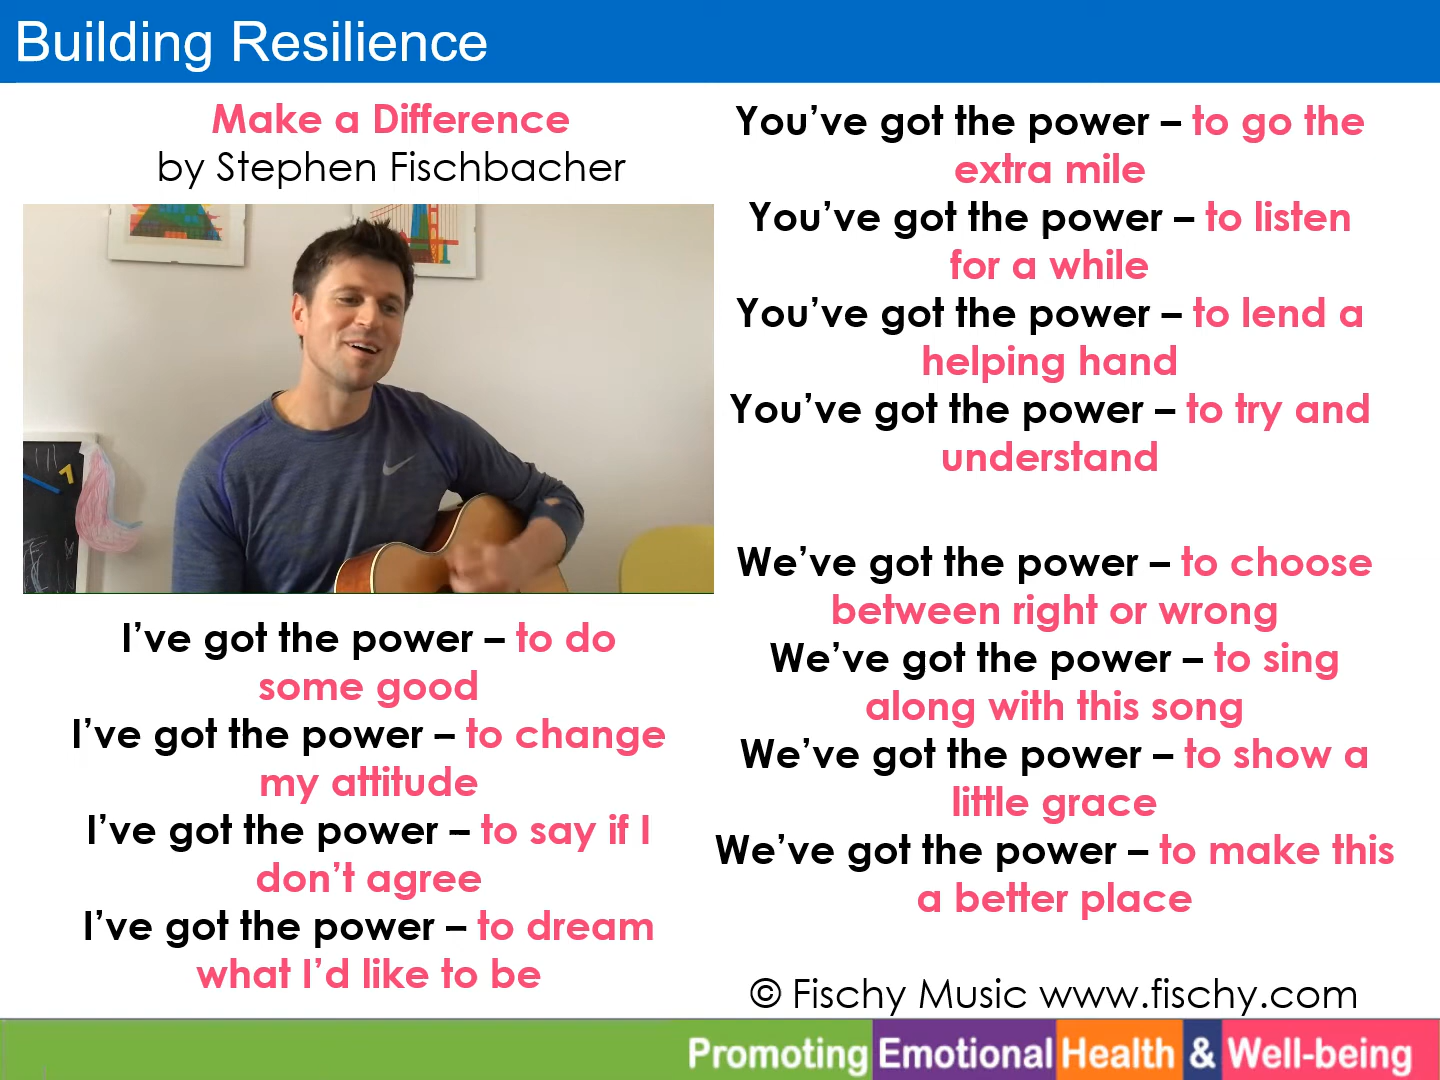 Building Resilience
Make a Difference
by Stephen Fischbacher
I’ve got the power – to do
some good
I’ve got the power – to change
my attitude
I’ve got the power – to say if I
don’t agree
I’ve got the power – to dream
what I’d like to be
You’ve got the power – to go the
extra mile
You’ve got the power – to listen
for a while
You’ve got the power – to lend a
helping hand
You’ve got the power – to try and
understand
We’ve got the power – to choose
between right or wrong
We’ve got the power – to sing
along with this song
We’ve got the power – to show a
little grace
We’ve got the power – to make this
a better place
© Fischy Music www.fischy.com
Promoting Emotional Health & Well-being